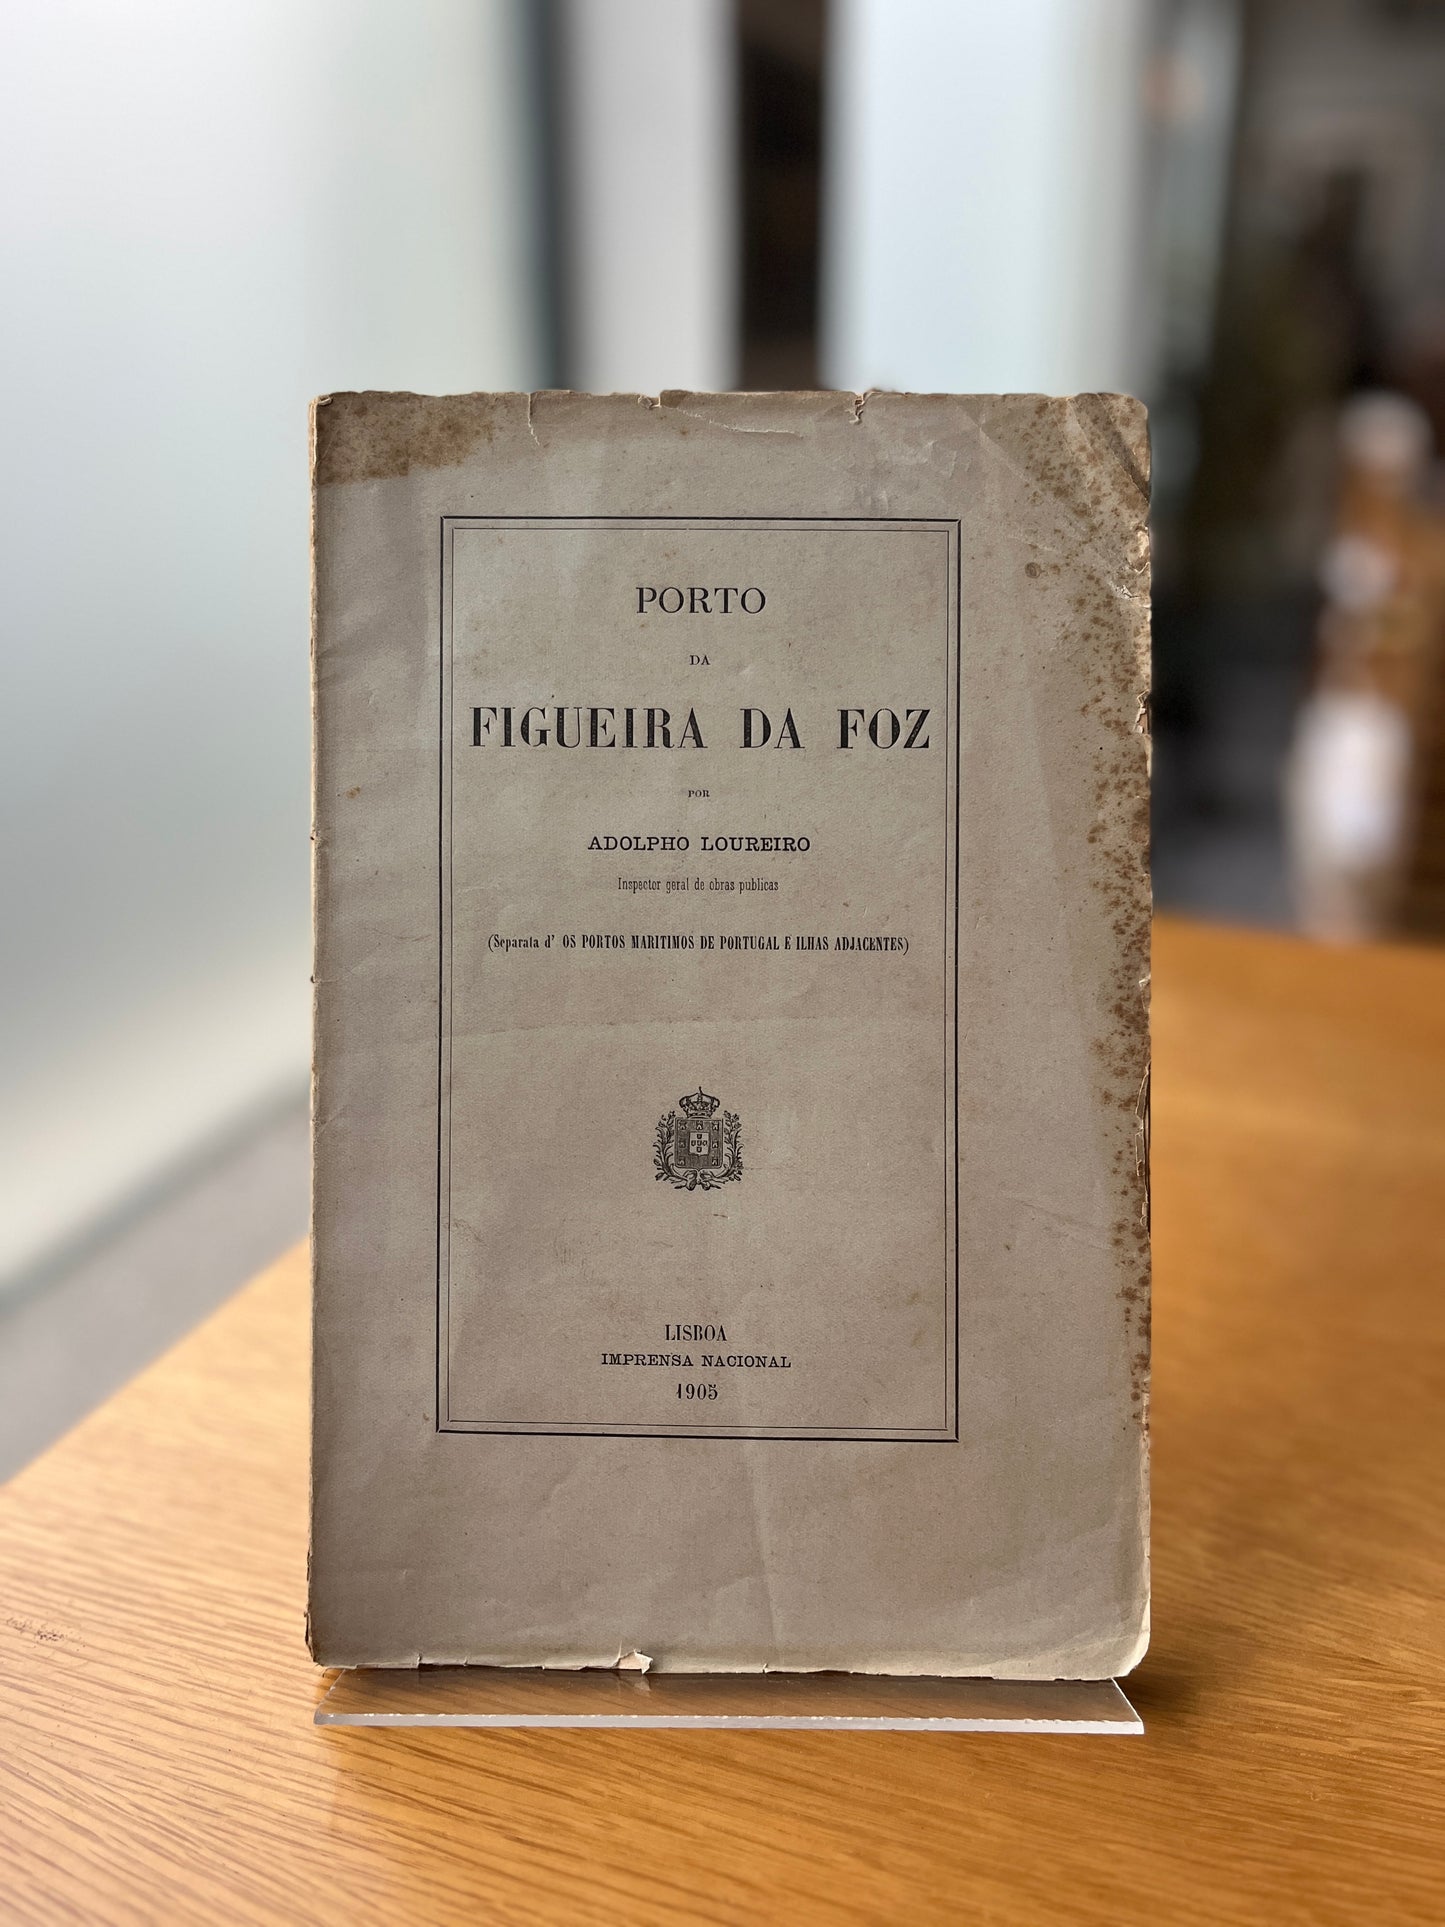 PORTO
DA
FIGUEIRA DA FOZ
POR
ADOLPHO LOUREIRO
Inspector geral de obras publicas
(Separata d' OS PORTOS MARITIMOS DE PORTUGAL E ILHAS ADJACENTES)
LISBOA
IMPRENSA NACIONAL
1905